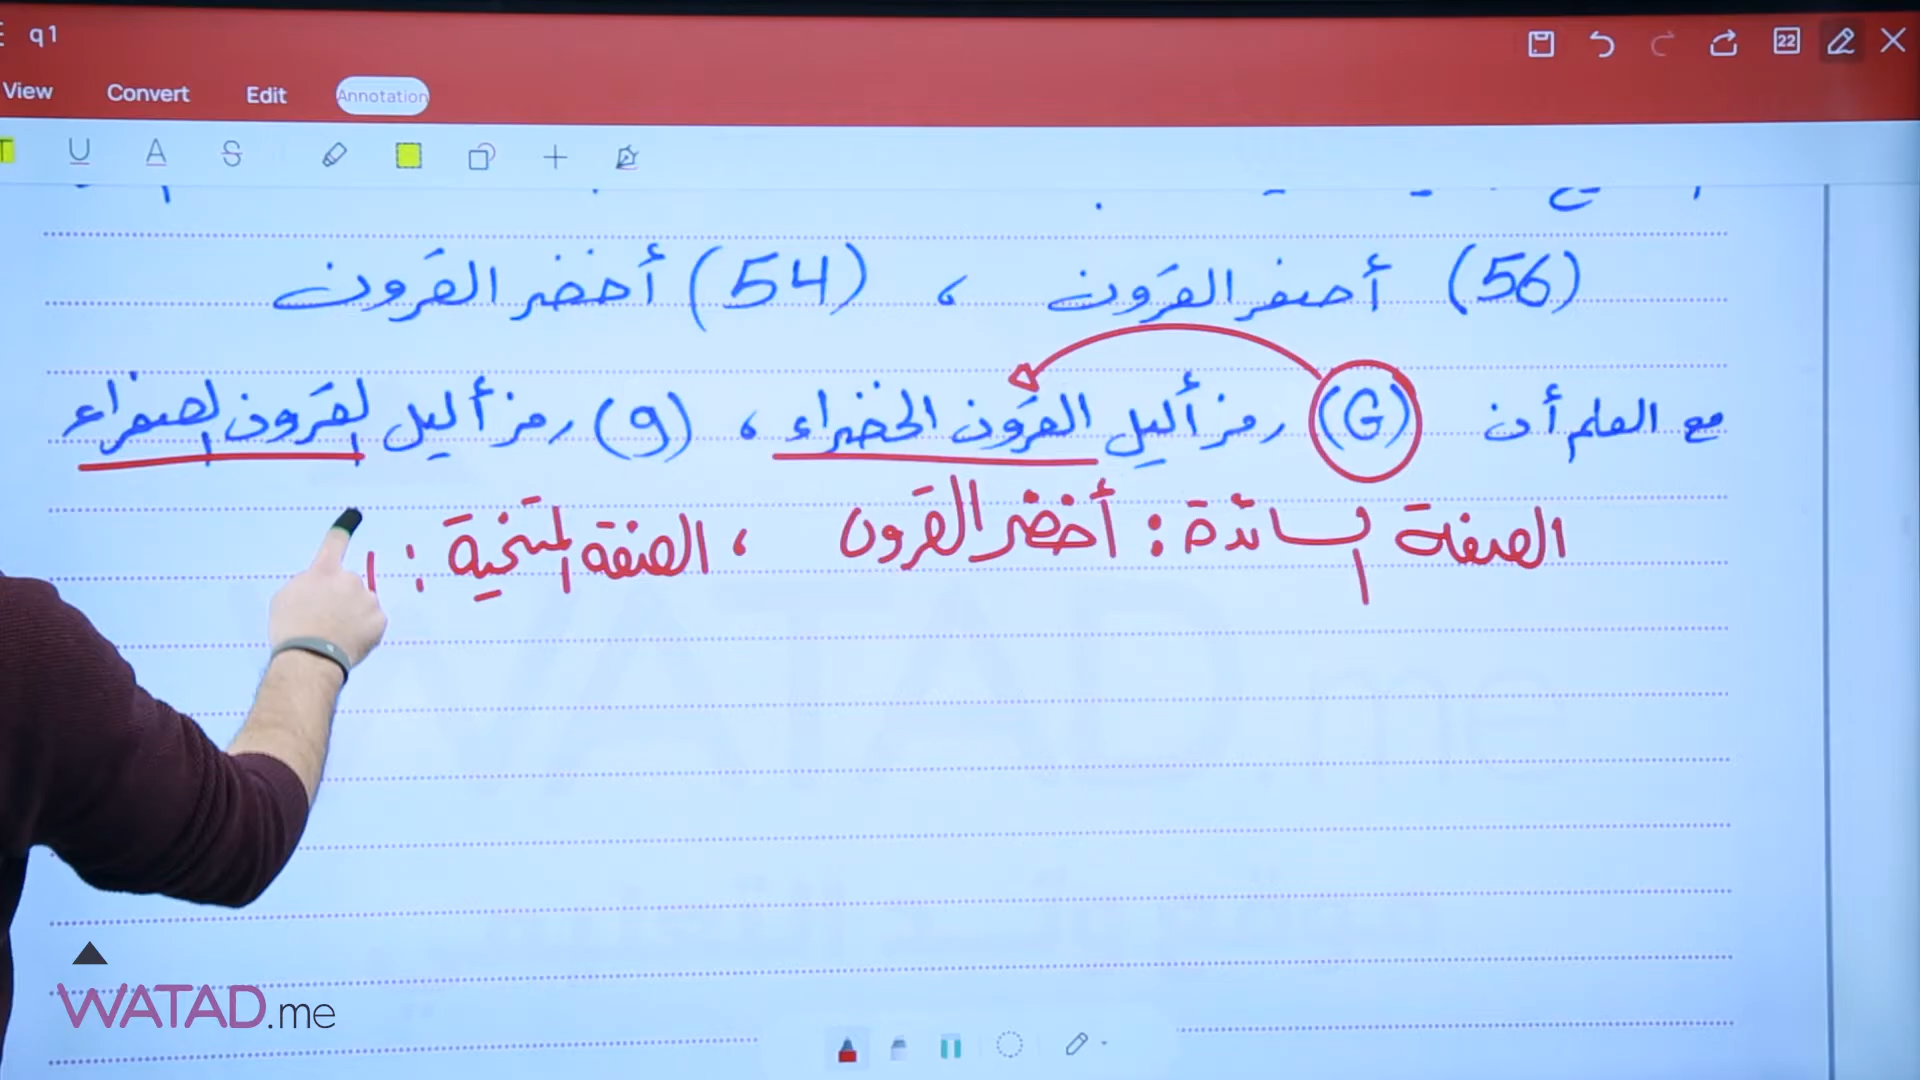 q1
22
View Convert Edit Annotation
(56) أصفر القرون ، (54) أخضر القرون
مع العلم أن (G) رمز أليل القرون الخضراء ، (g) رمز أليل القرون الصفراء
الصفة السائدة : أخضر القرون ، الصفة المتنحية : ا
WATAD.me